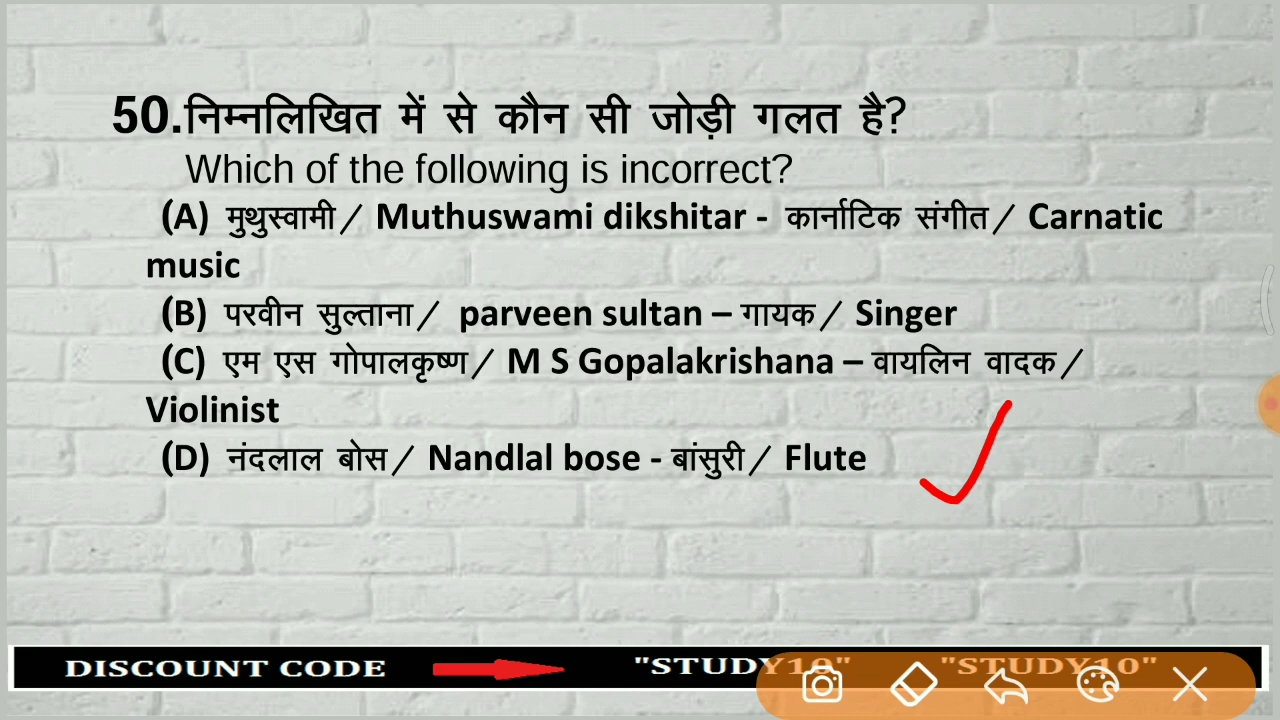 50.निम्नलिखित में से कौन सी जोड़ी गलत है?
Which of the following is incorrect?
(A) मुथुस्वामी/ Muthuswami dikshitar - कार्नाटिक संगीत/ Carnatic
music
(B) परवीन सुल्ताना/ parveen sultan – गायक/ Singer
(C) एम एस गोपालकृष्ण/ M S Gopalakrishana – वायलिन वादक/
Violinist
(D) नंदलाल बोस/ Nandlal bose - बांसुरी/ Flute
DISCOUNT CODE "STUDY10" "STUDY10"